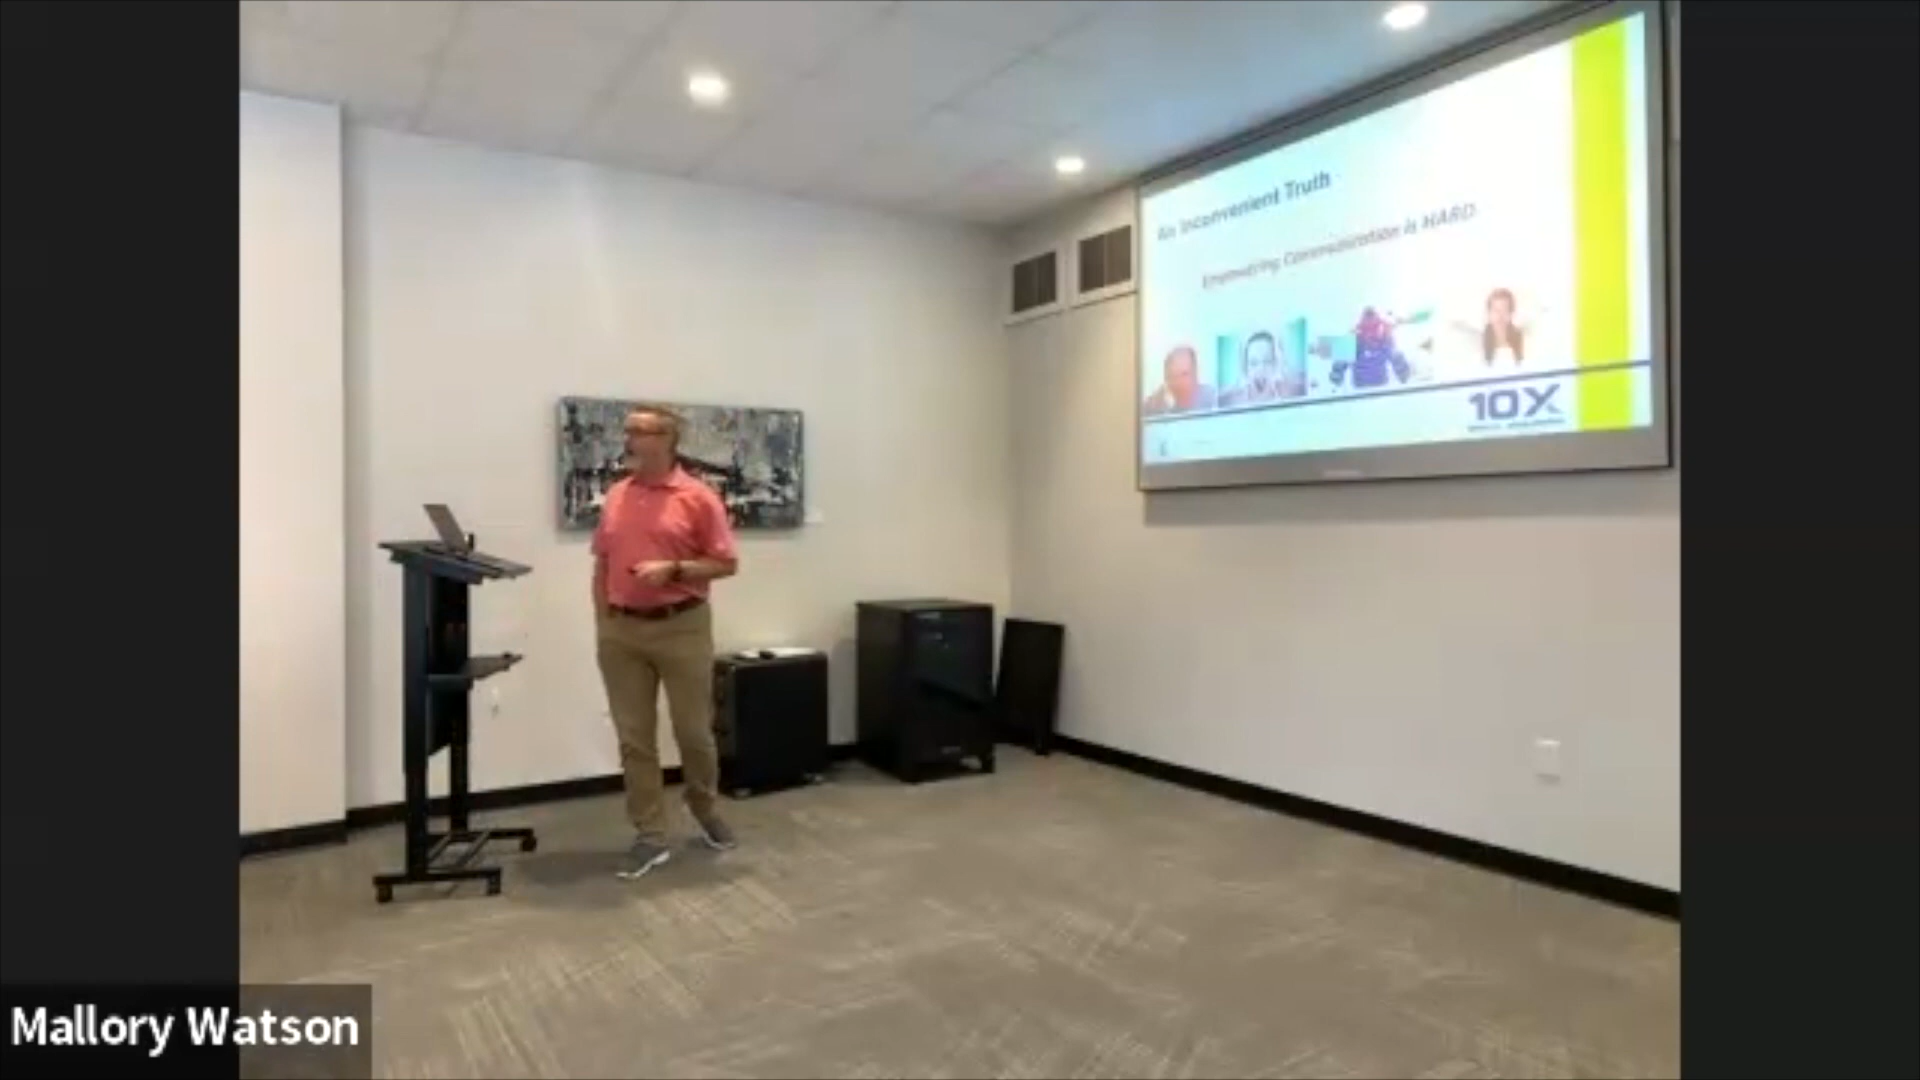 An Inconvenient Truth
Empowering Communication is HARD
10X
Mallory Watson